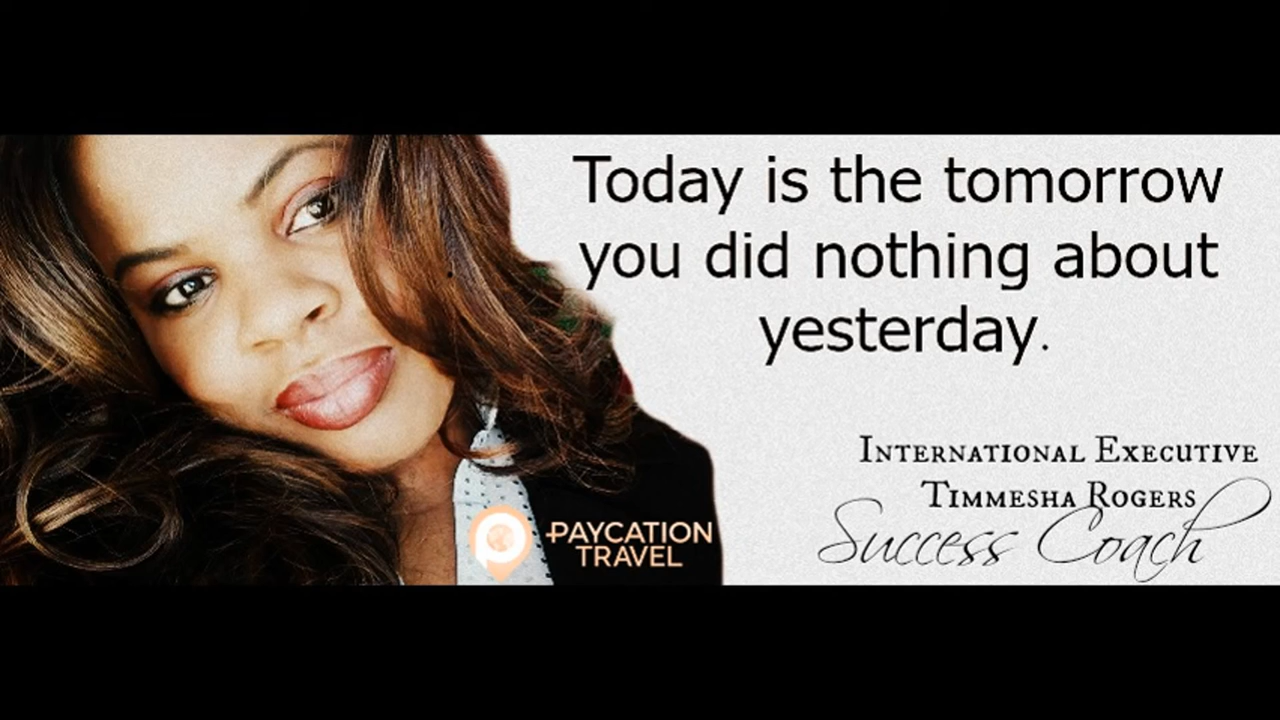 Today is the tomorrow
you did nothing about
yesterday.
International Executive
Timmesha Rogers
Success Coach
PAYCATION
TRAVEL